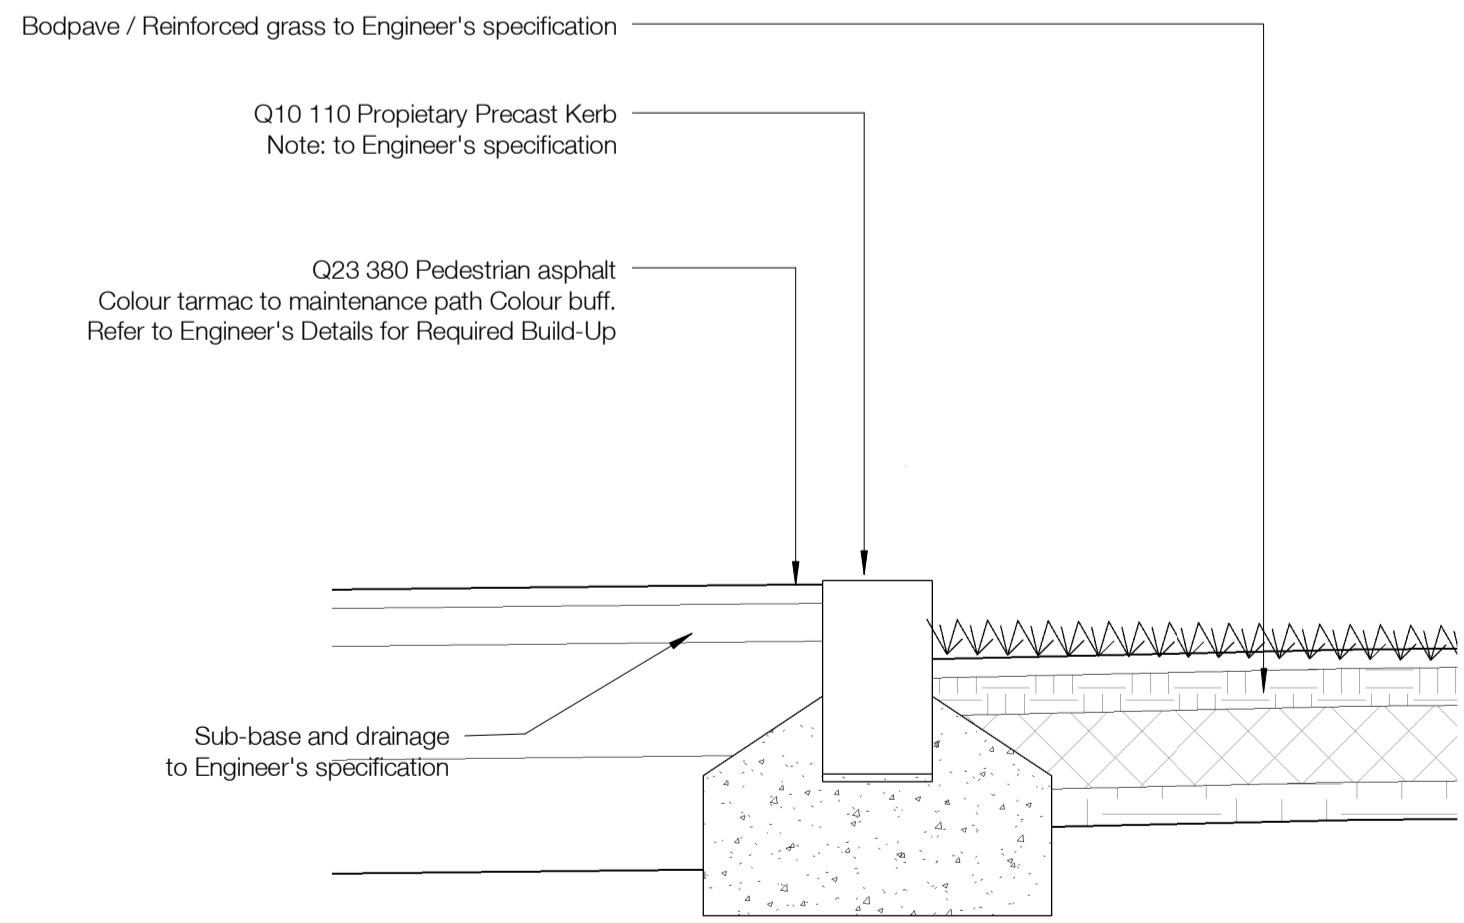 Bodpave / Reinforced grass to Engineer's specification
Q10 110 Propietary Precast Kerb
Note: to Engineer's specification
Q23 380 Pedestrian asphalt
Colour tarmac to maintenance path Colour buff.
Refer to Engineer's Details for Required Build-Up
Sub-base and drainage
to Engineer's specification